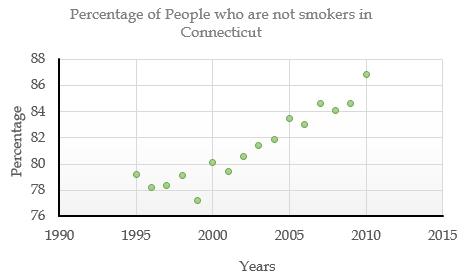 Percentage of People who are not smokers in
Connecticut
88
86
84
82
80
78
76
Percentage
1990 1995 2000 2005 2010 2015
Years